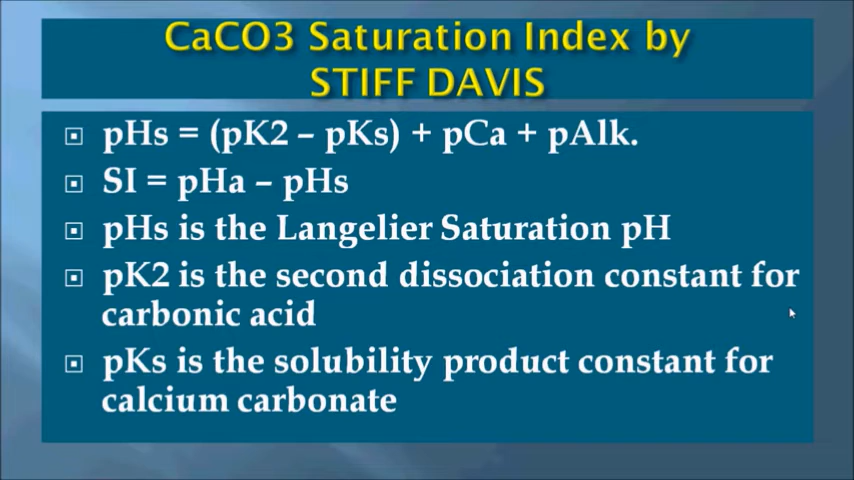 CaCO3 Saturation Index by
STIFF DAVIS
pHs = (pK2 – pKs) + pCa + pAlk.
SI = pHa – pHs
pHs is the Langelier Saturation pH
pK2 is the second dissociation constant for
carbonic acid
pKs is the solubility product constant for
calcium carbonate